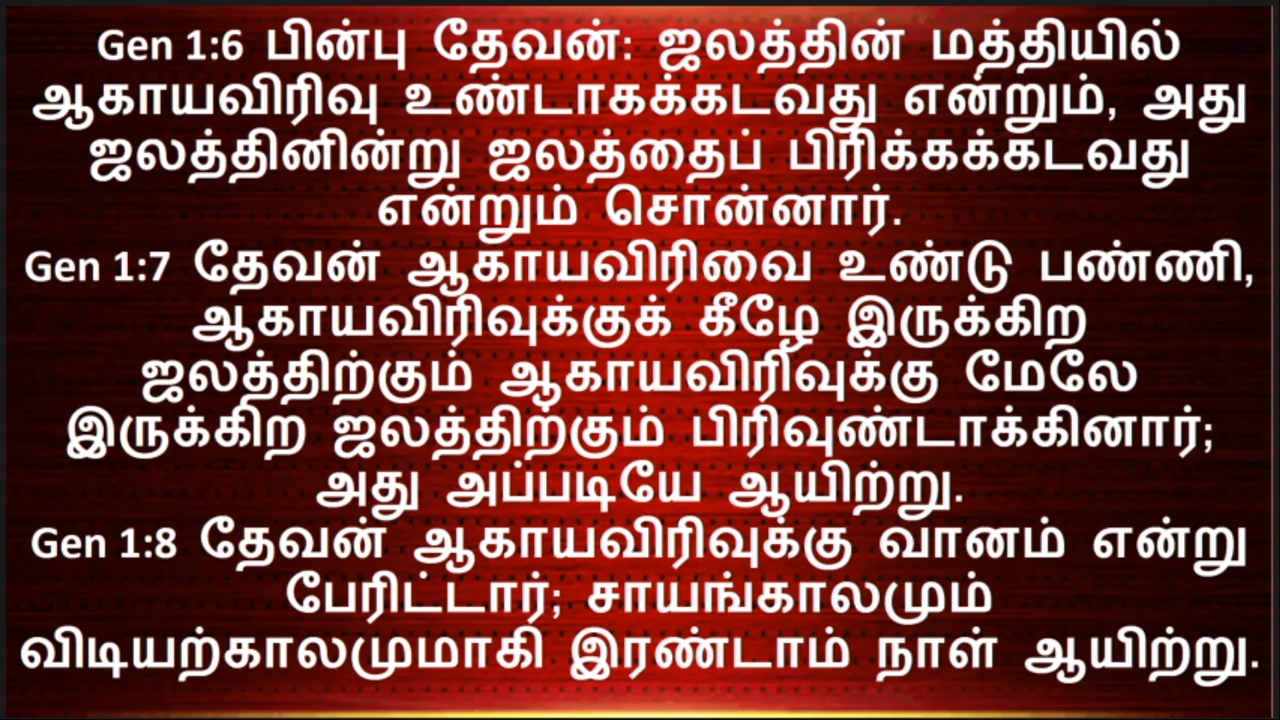 Gen 1:6 பின்பு தேவன்: ஜலத்தின் மத்தியில்
ஆகாயவிரிவு உண்டாகக்கடவது என்றும், அது
ஜலத்தினின்று ஜலத்தைப் பிரிக்கக்கடவது
என்றும் சொன்னார்.
Gen 1:7 தேவன் ஆகாயவிரிவை உண்டு பண்ணி,
ஆகாயவிரிவுக்குக் கீழே இருக்கிற
ஜலத்திற்கும் ஆகாயவிரிவுக்கு மேலே
இருக்கிற ஜலத்திற்கும் பிரிவுண்டாக்கினார்;
அது அப்படியே ஆயிற்று.
Gen 1:8 தேவன் ஆகாயவிரிவுக்கு வானம் என்று
பேரிட்டார்; சாயங்காலமும்
விடியற்காலமுமாகி இரண்டாம் நாள் ஆயிற்று.